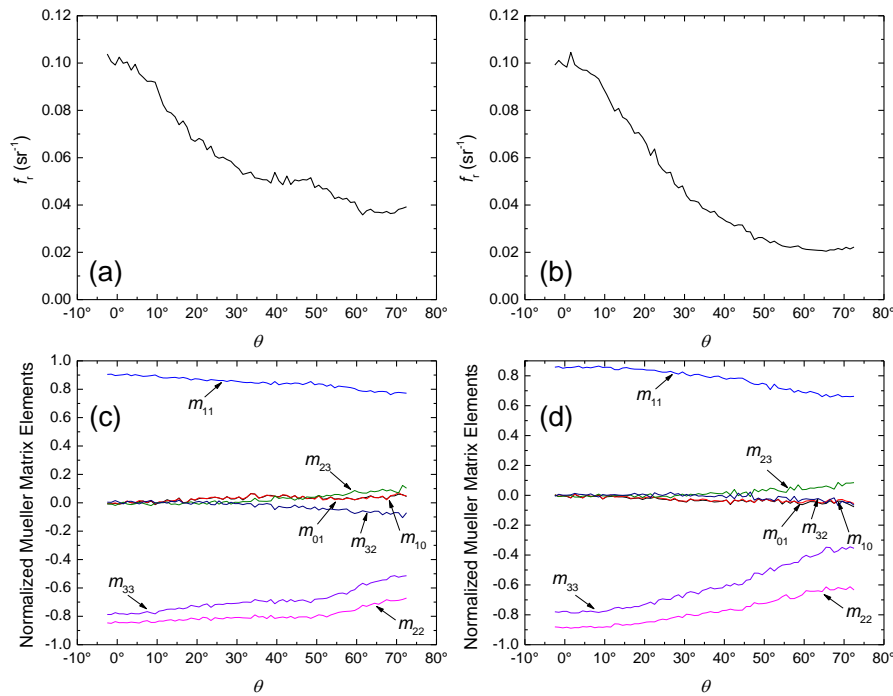 0.12
0.10
0.08
0.06
0.04
0.02
0.00
fr (sr-1)
(a)
-10° 0° 10° 20° 30° 40° 50° 60° 70° 80°
θ
0.12
0.10
0.08
0.06
0.04
0.02
0.00
fr (sr-1)
(b)
-10° 0° 10° 20° 30° 40° 50° 60° 70° 80°
θ
1.0
0.8
0.6
0.4
0.2
0.0
-0.2
-0.4
-0.6
-0.8
-1.0
Normalized Mueller Matrix Elements
(c)
m11
m23
m01
m32
m10
m33
m22
-10° 0° 10° 20° 30° 40° 50° 60° 70° 80°
θ
0.8
0.6
0.4
0.2
0.0
-0.2
-0.4
-0.6
-0.8
-1.0
Normalized Mueller Matrix Elements
(d)
m11
m23
m01
m32
m10
m33
m22
-10° 0° 10° 20° 30° 40° 50° 60° 70° 80°
θ